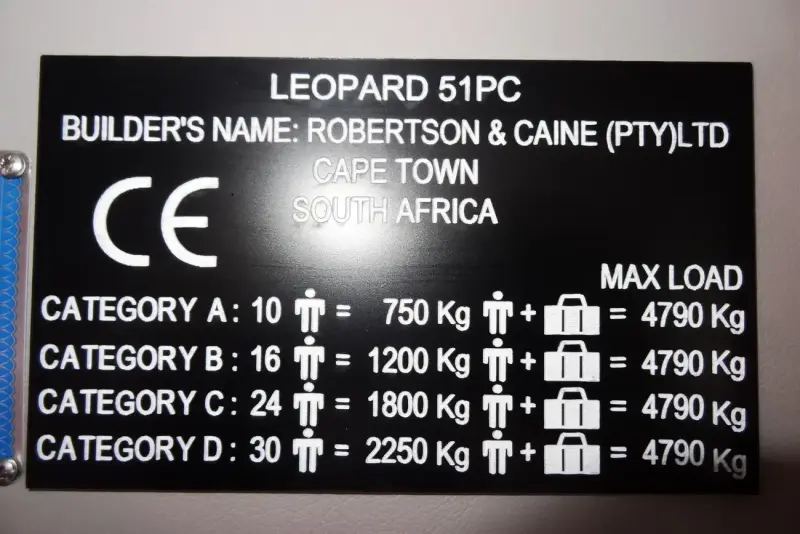 LEOPARD 51PC
BUILDER'S NAME: ROBERTSON & CAINE (PTY)LTD
CAPE TOWN
SOUTH AFRICA
CE
MAX LOAD
CATEGORY A: 10 = 750 Kg + = 4790 Kg
CATEGORY B: 16 = 1200 Kg + = 4790 Kg
CATEGORY C: 24 = 1800 Kg + = 4790 Kg
CATEGORY D: 30 = 2250 Kg + = 4790 Kg